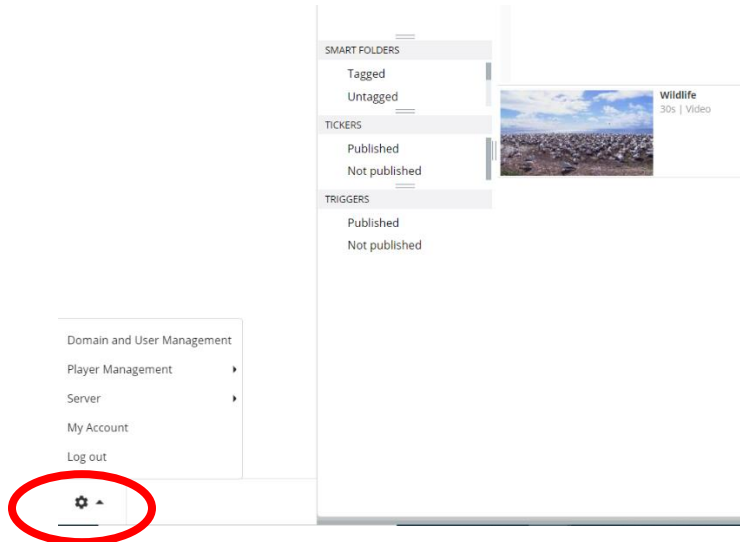 SMART FOLDERS
Tagged
Untagged
TICKERS
Published
Not published
TRIGGERS
Published
Not published
Wildlife
30s | Video
Domain and User Management
Player Management
Server
My Account
Log out